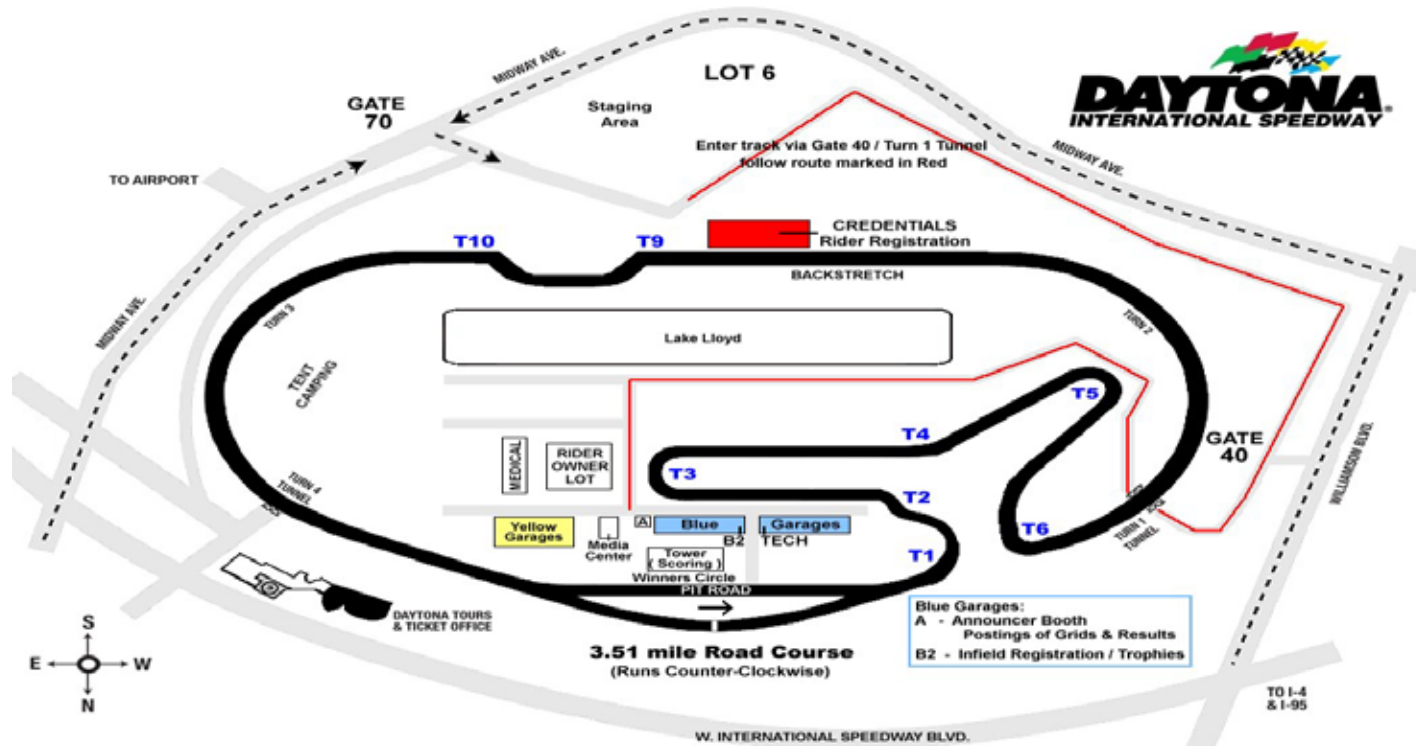 MIDWAY AVE.
LOT 6
GATE
70
Staging
Area
DAYTONA
INTERNATIONAL SPEEDWAY
Enter track via Gate 40 / Turn 1 Tunnel
follow route marked in Red
MIDWAY AVE.
TO AIRPORT
CREDENTIALS
Rider Registration
T10
T9
BACKSTRETCH
MIDWAY AVE.
TURN 3
TURN 2
Lake Lloyd
TENT
CAMPING
T5
T4
GATE
40
WILLIAMSON BLVD.
MEDICAL
RIDER
OWNER
LOT
T3
T2
TURN 4
TUNNEL
TURN 1
TUNNEL
Yellow
Garages
Media
Center
A
Blue
Garages
B2
TECH
T6
T1
Tower
( Scoring )
Winners Circle
PIT ROAD
DAYTONA TOURS
& TICKET OFFICE
Blue Garages:
A - Announcer Booth
Postings of Grids & Results
B2 - Infield Registration / Trophies
3.51 mile Road Course
(Runs Counter-Clockwise)
S
E
W
N
TO I-4
& I-95
W. INTERNATIONAL SPEEDWAY BLVD.